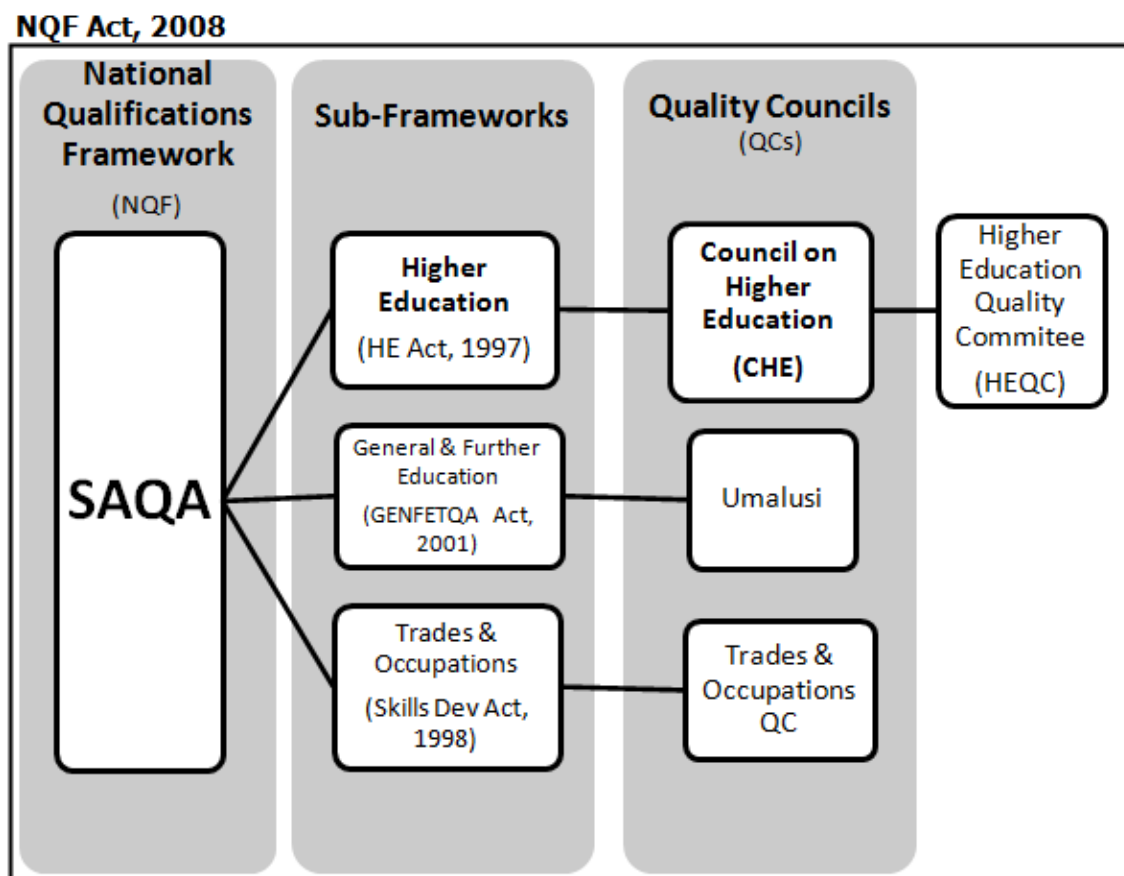 NQF Act, 2008
National
Qualifications
Framework
(NQF)
SAQA
Sub-Frameworks
Higher
Education
(HE Act, 1997)
General & Further
Education
(GENFETQA Act,
2001)
Trades &
Occupations
(Skills Dev Act,
1998)
Quality Councils
(QCs)
Council on
Higher
Education
(CHE)
Umalusi
Trades &
Occupations
QC
Higher
Education
Quality
Commitee
(HEQC)